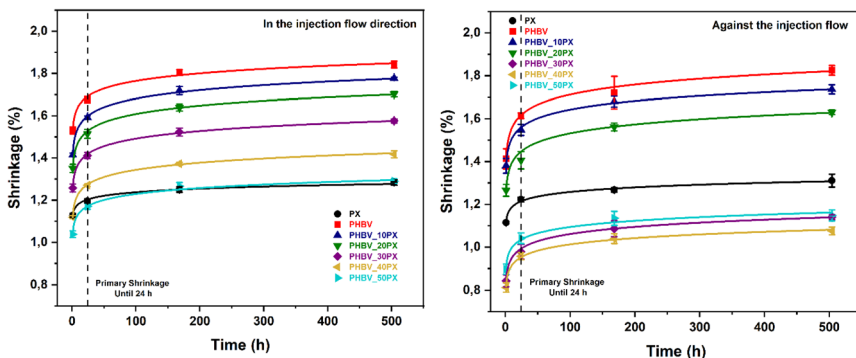 In the injection flow direction
Shrinkage (%)
2,0
1,8
1,6
1,4
1,2
1,0
0,8
PX
PHBV
PHBV_10PX
PHBV_20PX
PHBV_30PX
PHBV_40PX
PHBV_50PX
Primary Shrinkage
Until 24 h
0
100
200
300
400
500
Time (h)
Against the injection flow
Shrinkage (%)
2,0
1,8
1,6
1,4
1,2
1,0
0,8
PX
PHBV
PHBV_10PX
PHBV_20PX
PHBV_30PX
PHBV_40PX
PHBV_50PX
Primary Shrinkage
Until 24 h
0
100
200
300
400
500
Time (h)